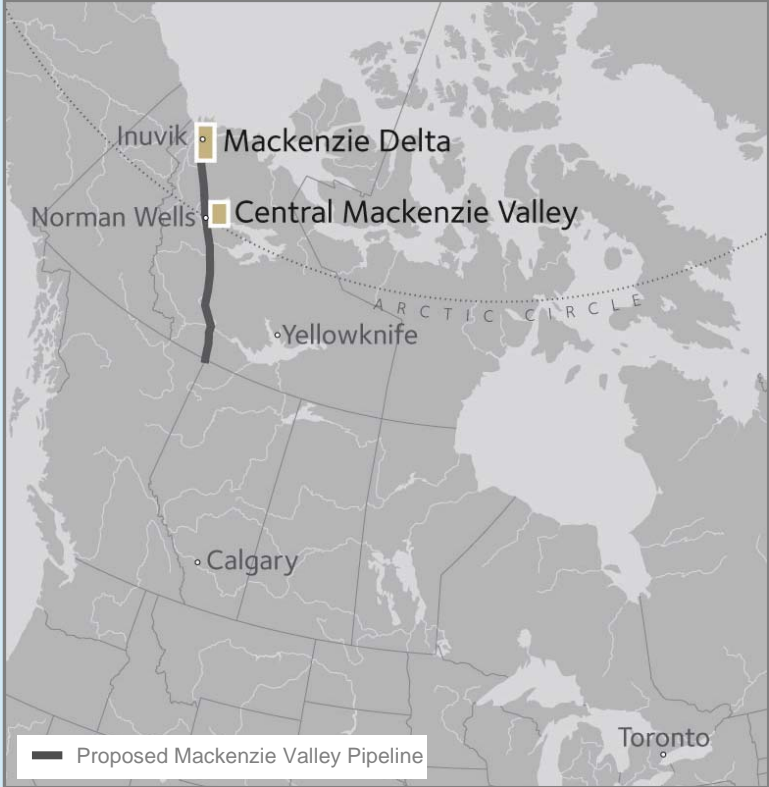 Inuvik
Mackenzie Delta
Norman Wells
Central Mackenzie Valley
ARCTIC CIRCLE
Yellowknife
Calgary
Toronto
Proposed Mackenzie Valley Pipeline